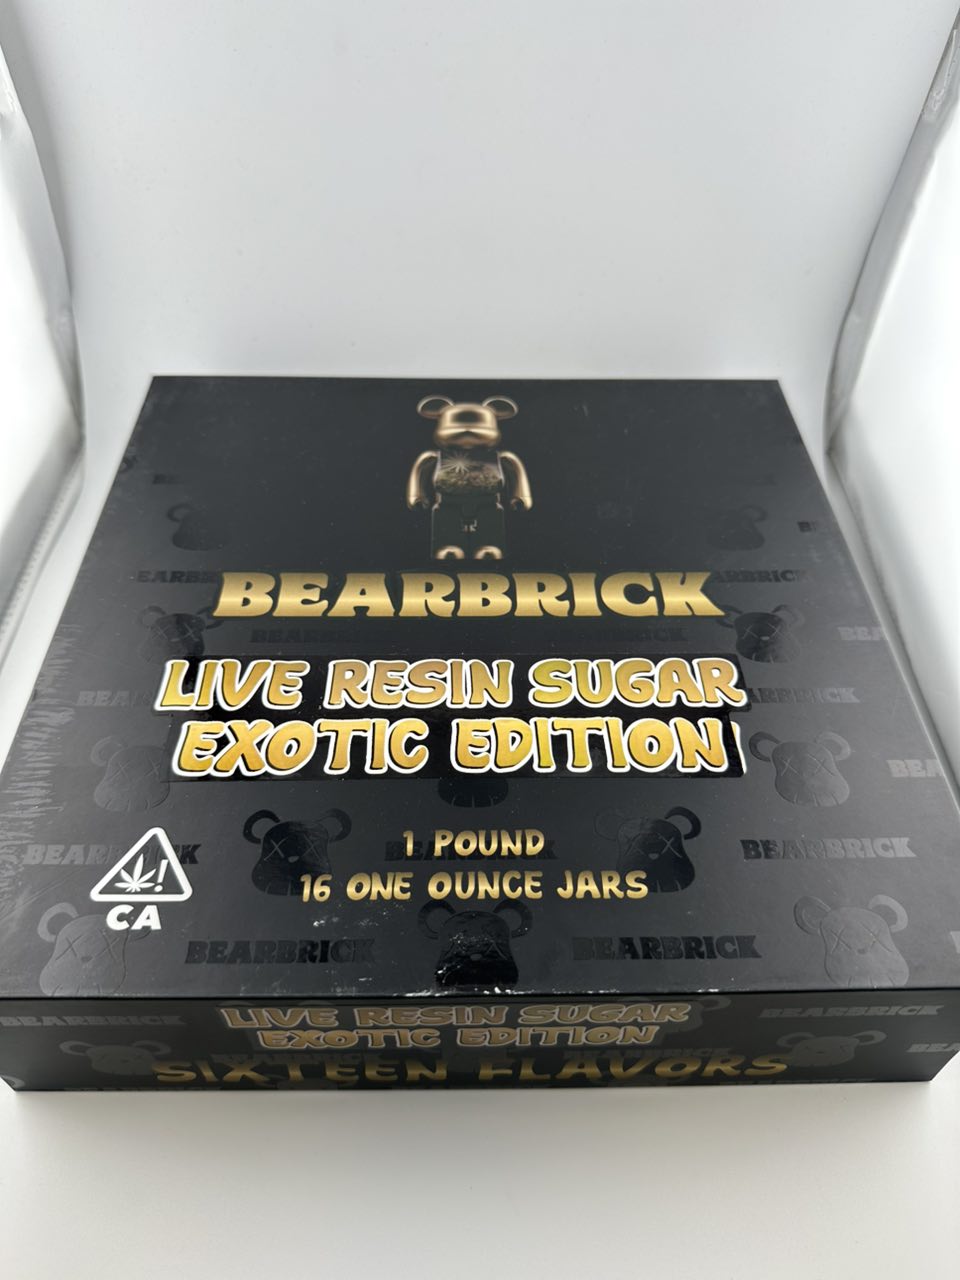 BEARBRICK
LIVE RESIN SUGAR
EXOTIC EDITION
1 POUND
16 ONE OUNCE JARS
CA
BEARBRICK
BEARBRICK
BEARBRICK
LIVE RESIN SUGAR
EXOTIC EDITION
SIXTEEN FLAVORS